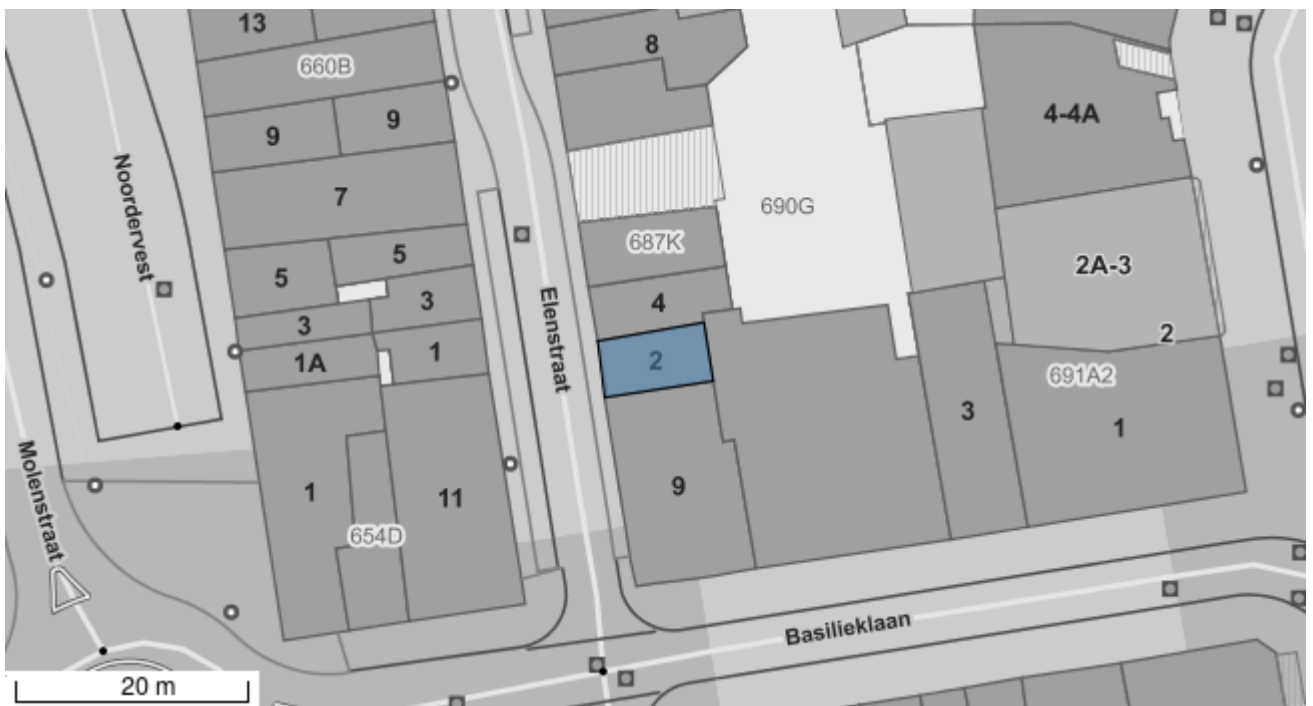 13
660B
8
9
9
4-4A
Noordervest
7
690G
687K
5
5
2A-3
Elenstraat
3
4
3
1A
1
2
2
691A2
Molenstraat
3
1
1
11
9
654D
Basilieklaan
20 m